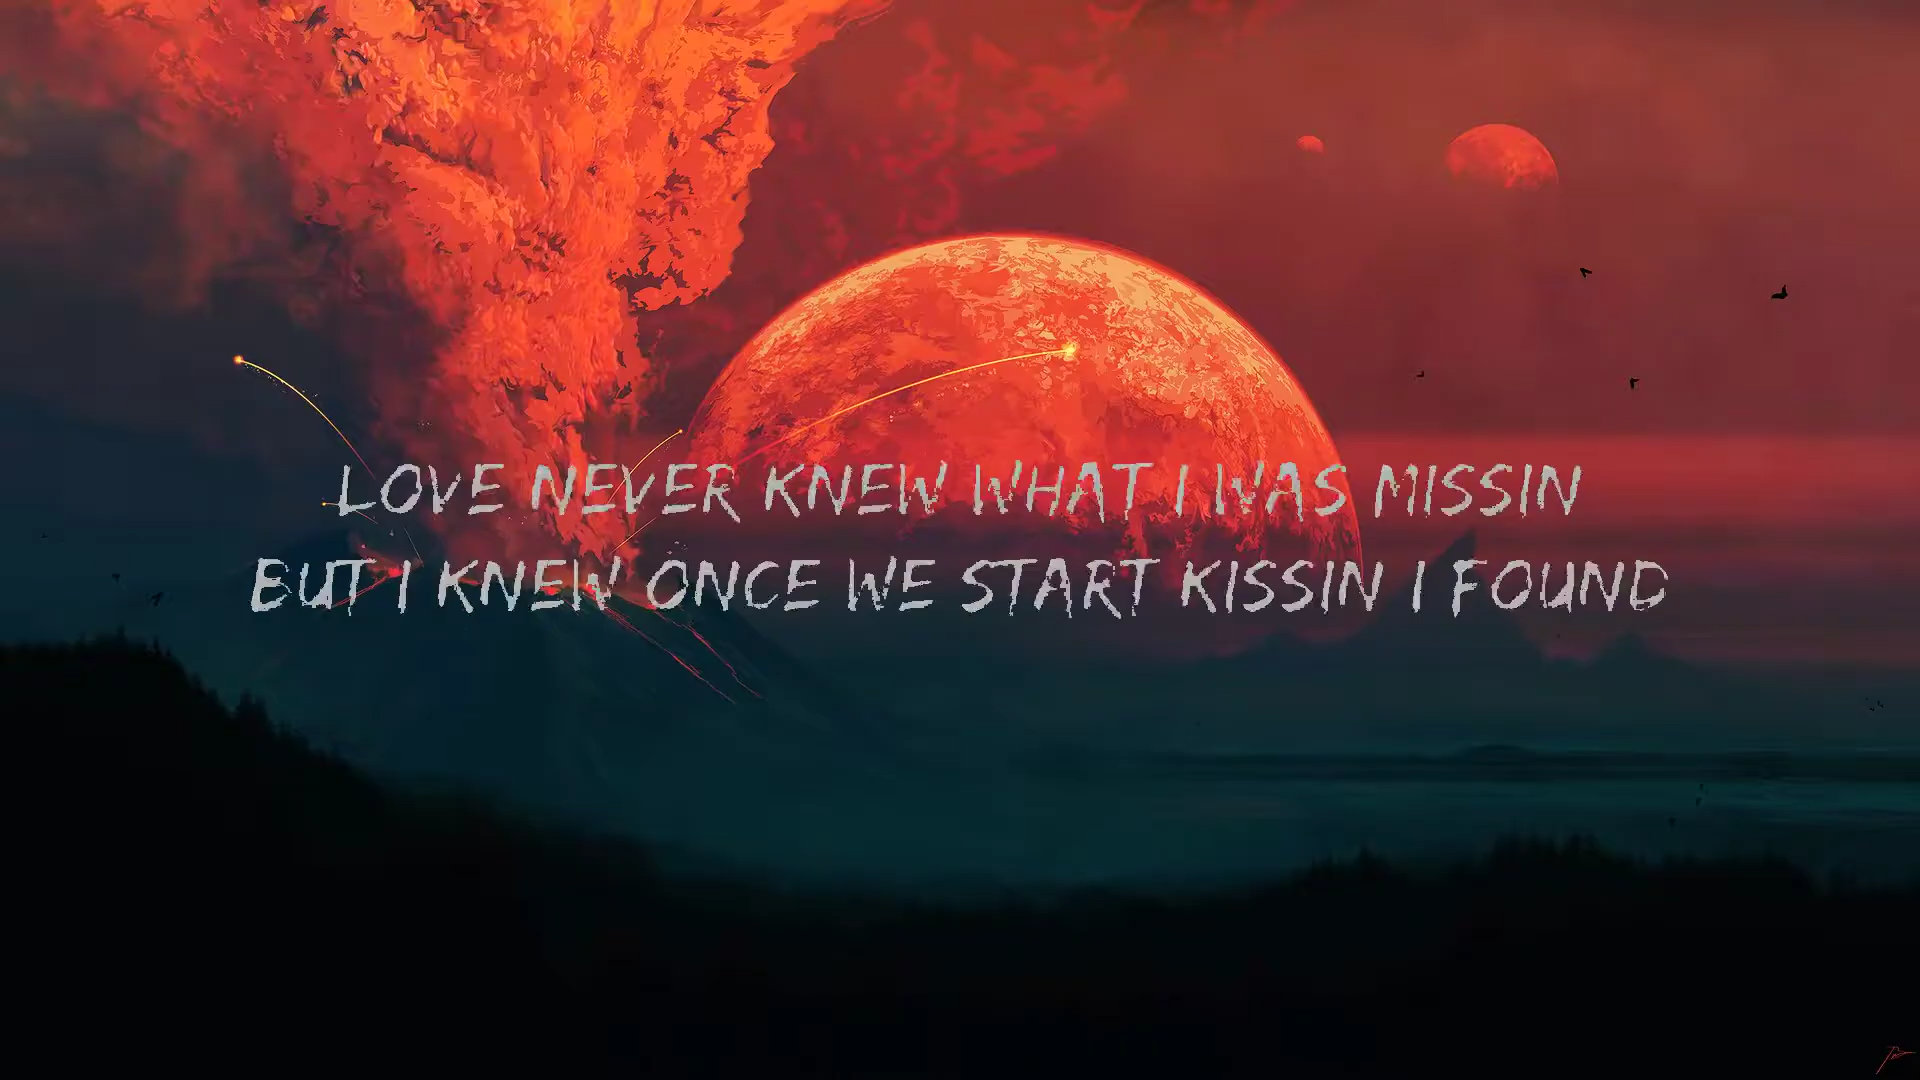 LOVE NEVER KNEW WHAT I WAS MISSIN
BUT I KNEW ONCE WE START KISSIN I FOUND